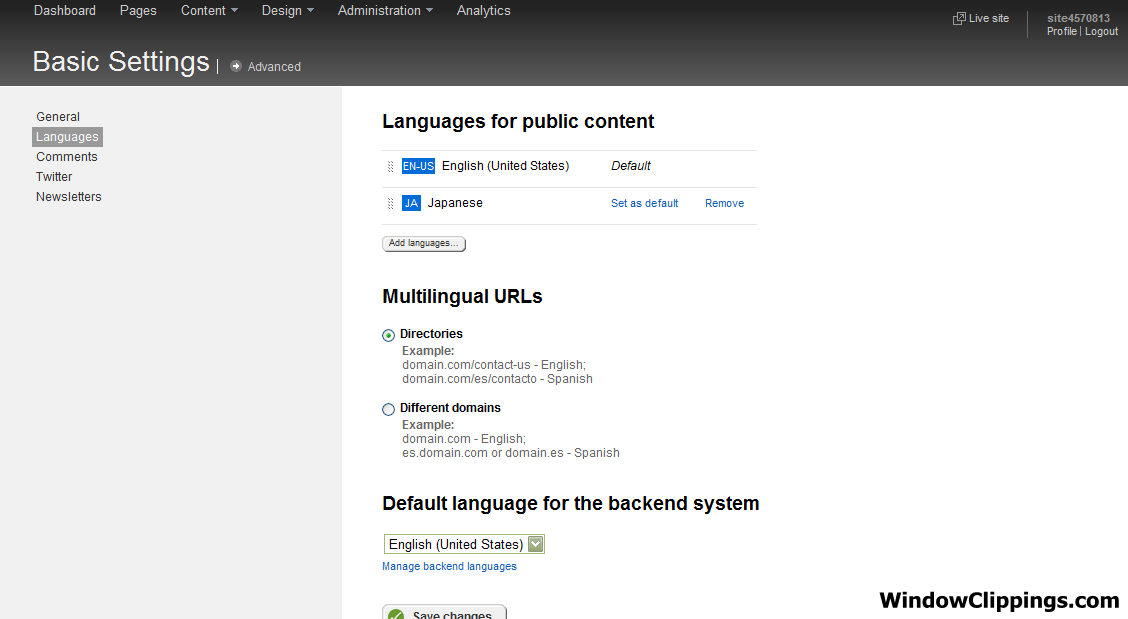 Dashboard Pages Content Design Administration Analytics
Live site
site4570813
Profile | Logout
Basic Settings | Advanced
General
Languages
Comments
Twitter
Newsletters
Languages for public content
EN-US English (United States) Default
JA Japanese Set as default Remove
Add languages...
Multilingual URLs
Directories
Example:
domain.com/contact-us - English;
domain.com/es/contacto - Spanish
Different domains
Example:
domain.com - English;
es.domain.com or domain.es - Spanish
Default language for the backend system
English (United States)
Manage backend languages
Save changes
WindowClippings.com